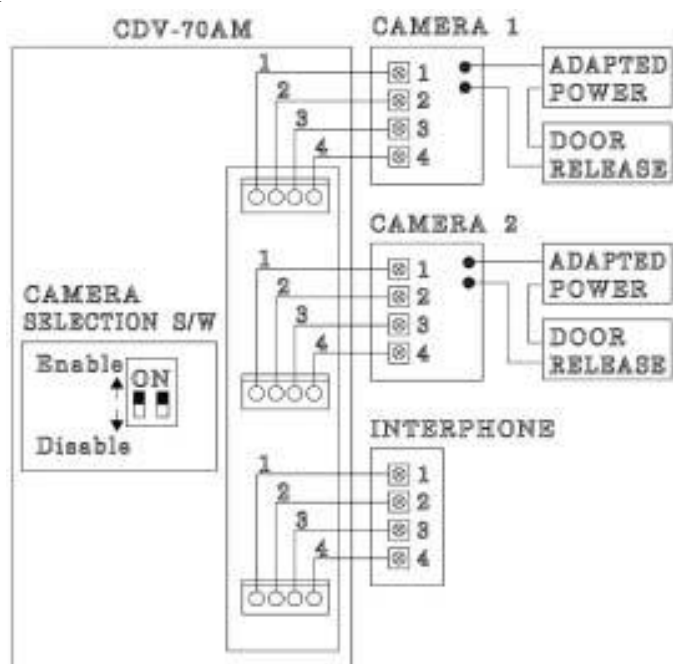 CDV-70AM
CAMERA 1
1
2
3
4
1
2
3
4
ADAPTED
POWER
DOOR
RELEASE
CAMERA 2
1
2
3
4
1
2
3
4
ADAPTED
POWER
DOOR
RELEASE
CAMERA
SELECTION S/W
Enable
ON
Disable
INTERPHONE
1
2
3
4
1
2
3
4